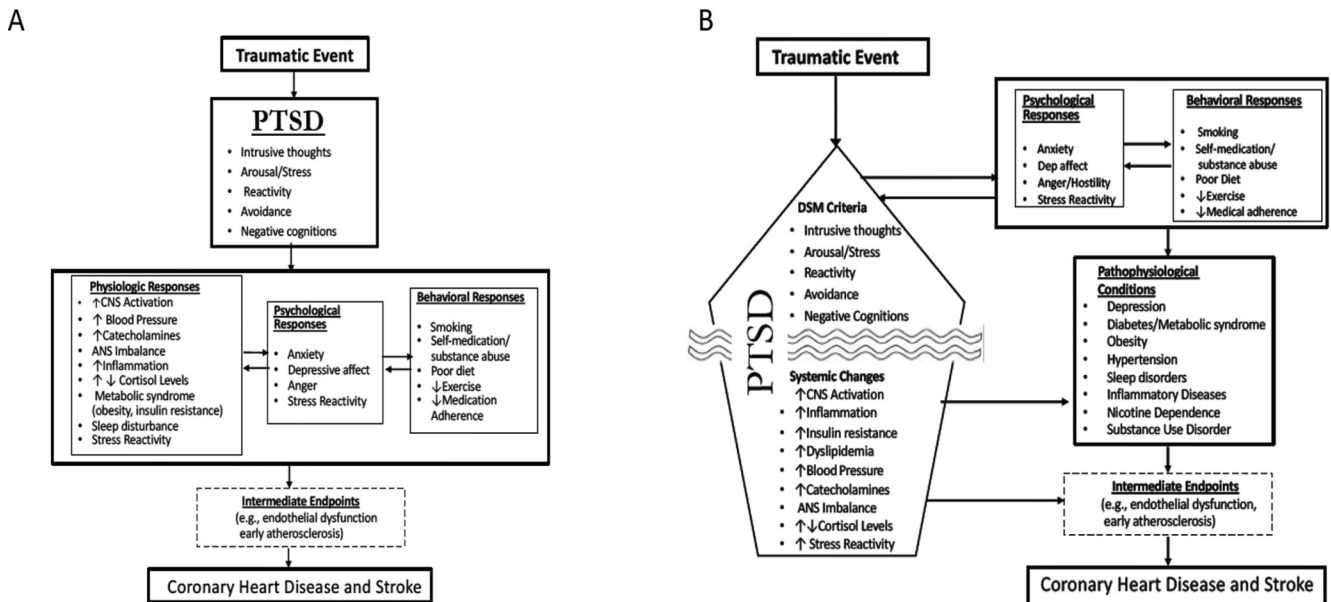 A
Traumatic Event
PTSD
• Intrusive thoughts
• Arousal/Stress
• Reactivity
• Avoidance
• Negative cognitions
Physiologic Responses
• ↑CNS Activation
• ↑ Blood Pressure
• ↑Catecholamines
• ANS Imbalance
• ↑Inflammation
• ↑ ↓ Cortisol Levels
• Metabolic syndrome
(obesity, insulin resistance)
• Sleep disturbance
• Stress Reactivity
Psychological
Responses
• Anxiety
• Depressive affect
• Anger
• Stress Reactivity
Behavioral Responses
• Smoking
• Self-medication/
substance abuse
• Poor diet
• ↓Exercise
• ↓Medication
Adherence
Intermediate Endpoints
(e.g., endothelial dysfunction
early atherosclerosis)
Coronary Heart Disease and Stroke
B
Traumatic Event
PTSD
DSM Criteria
• Intrusive thoughts
• Arousal/Stress
• Reactivity
• Avoidance
• Negative Cognitions
Systemic Changes
• ↑CNS Activation
• ↑Inflammation
• ↑Insulin resistance
• ↑Dyslipidemia
• ↑Blood Pressure
• ↑Catecholamines
• ANS Imbalance
• ↑↓Cortisol Levels
• ↑ Stress Reactivity
Psychological
Responses
• Anxiety
• Dep affect
• Anger/Hostility
• Stress Reactivity
Behavioral Responses
• Smoking
• Self-medication/
substance abuse
• Poor Diet
• ↓Exercise
• ↓Medical adherence
Pathophysiological
Conditions
• Depression
• Diabetes/Metabolic syndrome
• Obesity
• Hypertension
• Sleep disorders
• Inflammatory Diseases
• Nicotine Dependence
• Substance Use Disorder
Intermediate Endpoints
(e.g., endothelial dysfunction,
early atherosclerosis)
Coronary Heart Disease and Stroke